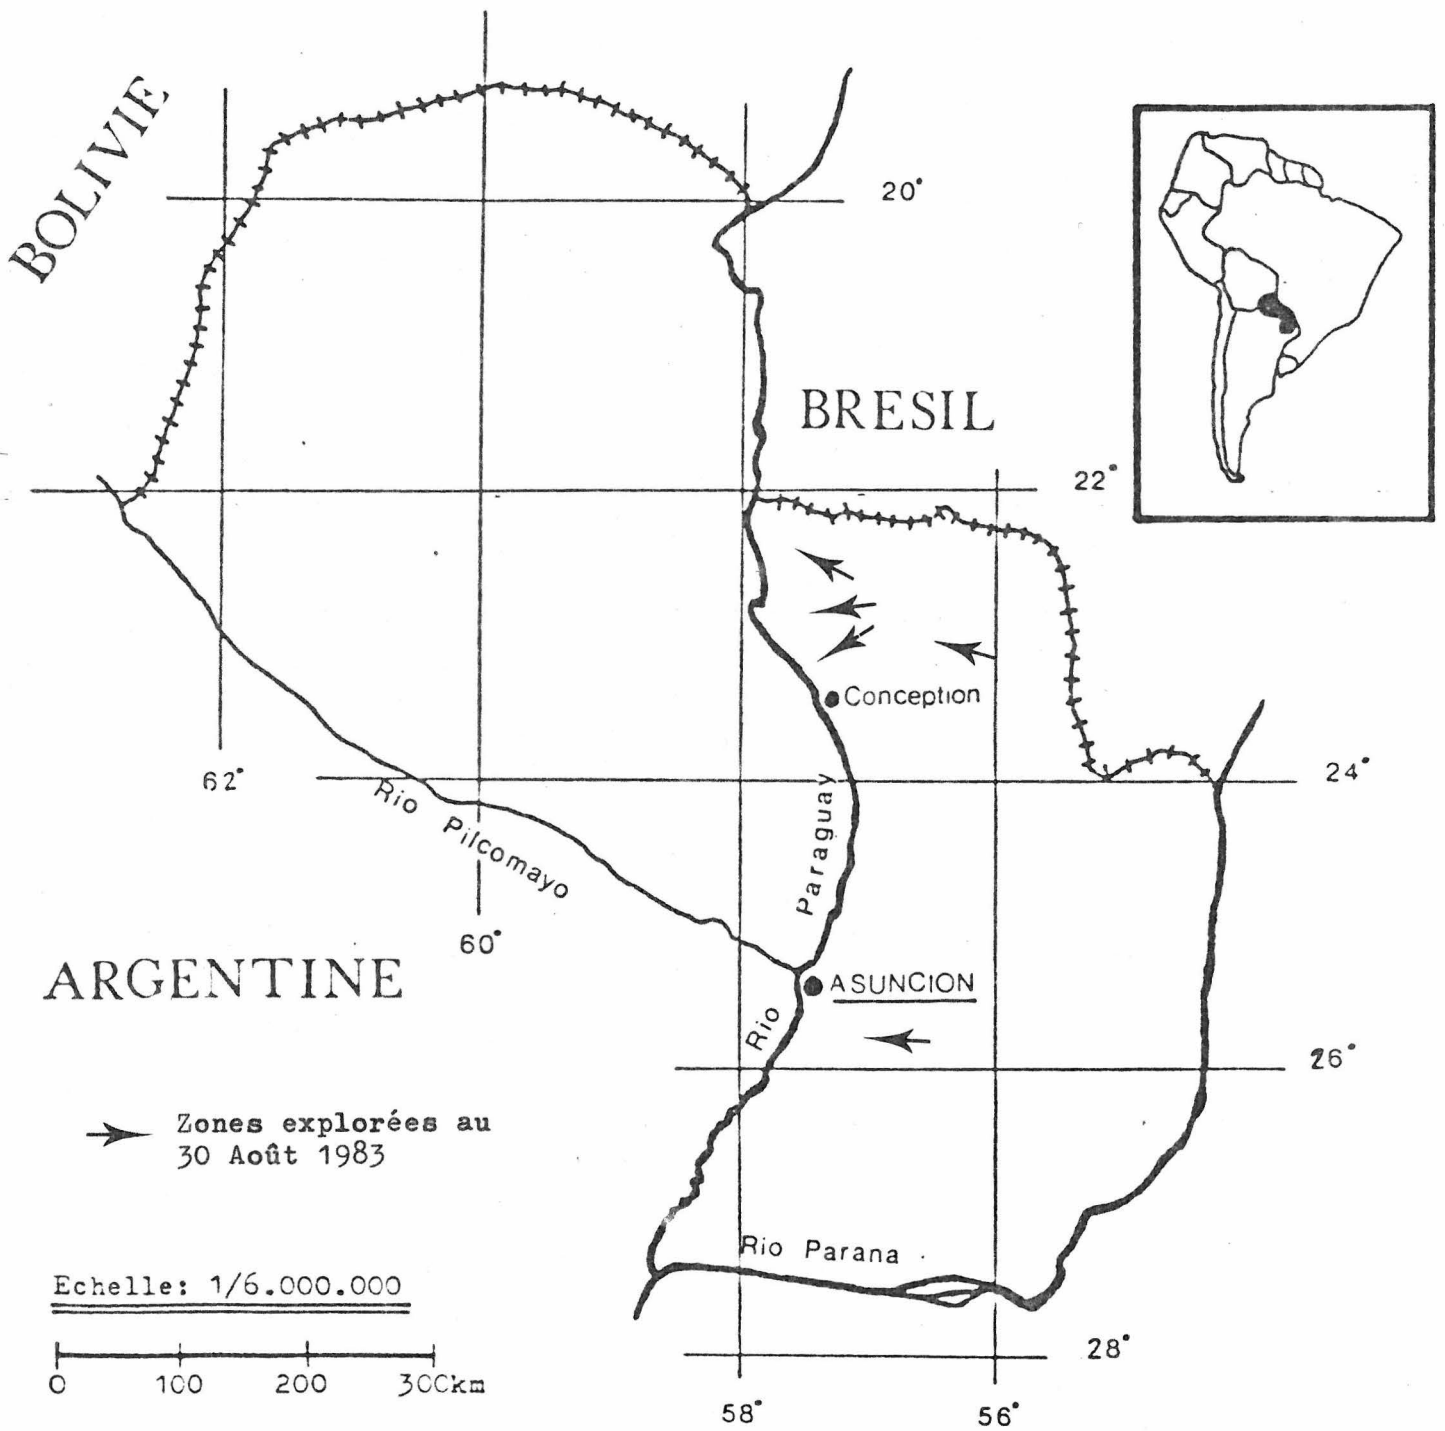 BOLIVIE
20°
BRESIL
22°
Conception
62°
24°
Rio Pilcomayo
Paraguay
60°
ARGENTINE
ASUNCION
Rio
26°
Zones explorées au
30 Août 1983
Rio Parana
Echelle: 1/6.000.000
28°
0 100 200 300km
58° 56°